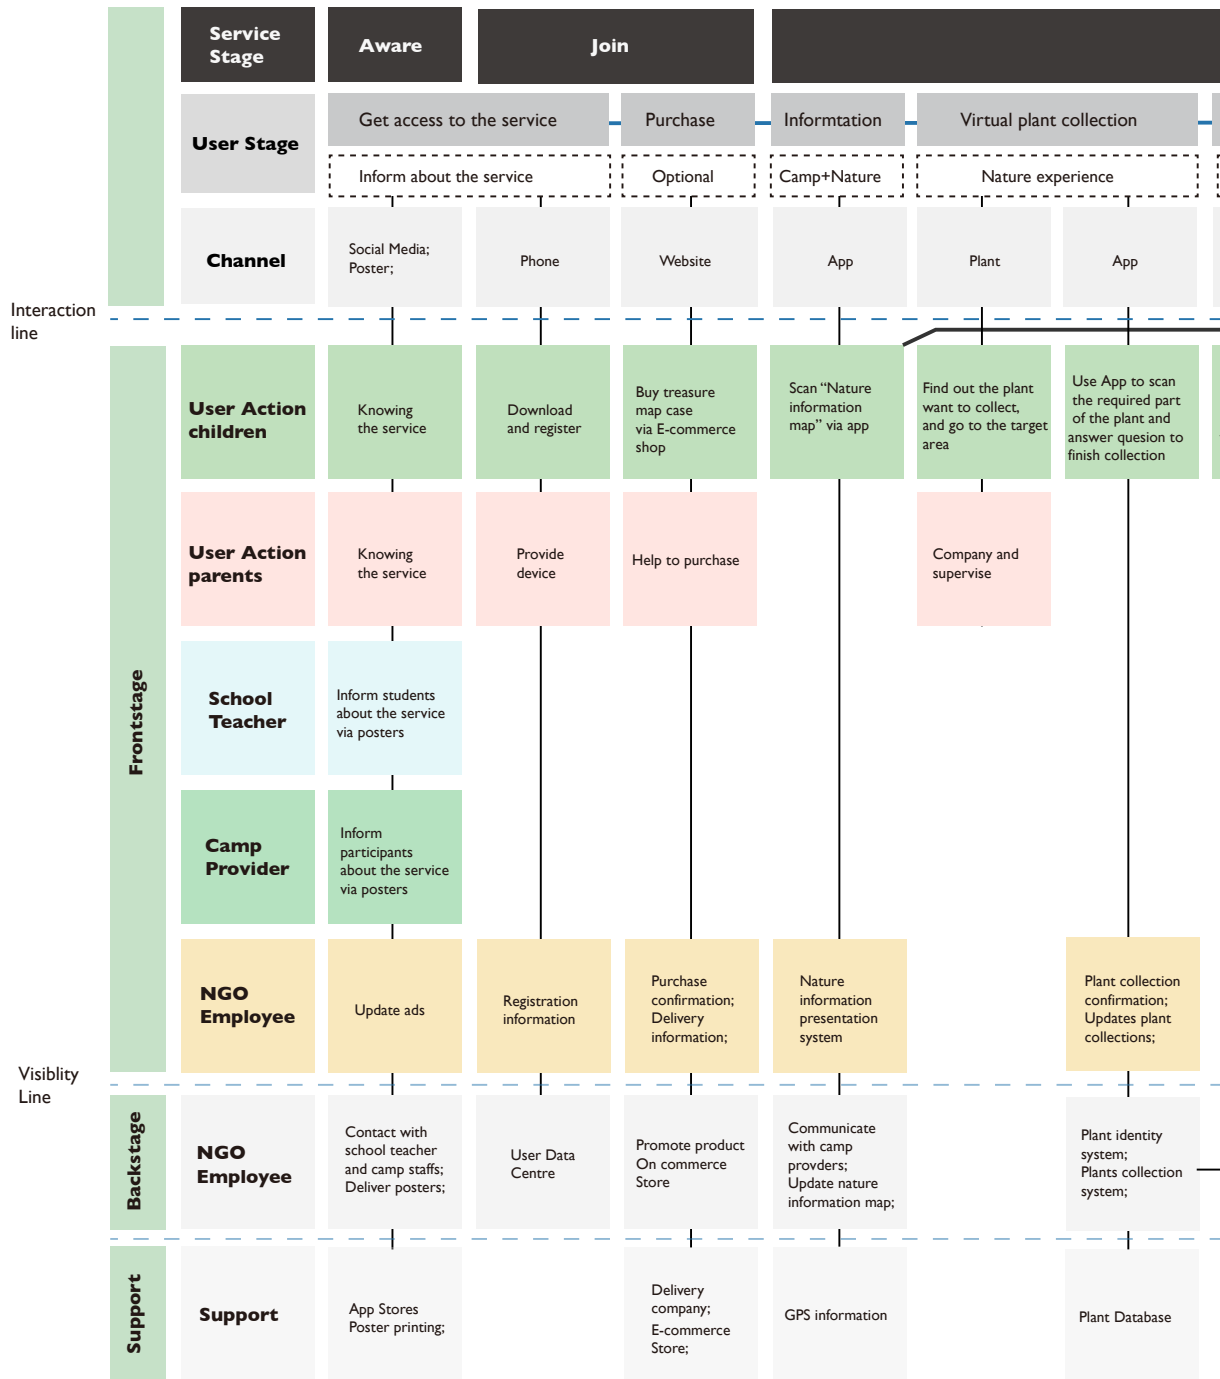 Service
Stage
Aware
Join
User Stage
Get access to the service
Purchase
Informtation
Virtual plant collection
Inform about the service
Optional
Camp+Nature
Nature experience
Channel
Social Media;
Poster;
Phone
Website
App
Plant
App
Interaction
line
User Action
children
Knowing
the service
Download
and register
Buy treasure
map case
via E-commerce
shop
Scan “Nature
information
map” via app
Find out the plant
want to collect,
and go to the target
area
Use App to scan
the required part
of the plant and
answer quesion to
finish collection
User Action
parents
Knowing
the service
Provide
device
Help to purchase
Company and
supervise
Frontstage
School
Teacher
Inform students
about the service
via posters
Camp
Provider
Inform
participants
about the service
via posters
NGO
Employee
Update ads
Registration
information
Purchase
confirmation;
Delivery
information;
Nature
information
presentation
system
Plant collection
confirmation;
Updates plant
collections;
Visiblity
Line
Backstage
NGO
Employee
Contact with
school teacher
and camp staffs;
Deliver posters;
User Data
Centre
Promote product
On commerce
Store
Communicate
with camp
provders;
Update nature
information map;
Plant identity
system;
Plants collection
system;
Support
Support
App Stores
Poster printing;
Delivery
company;
E-commerce
Store;
GPS information
Plant Database